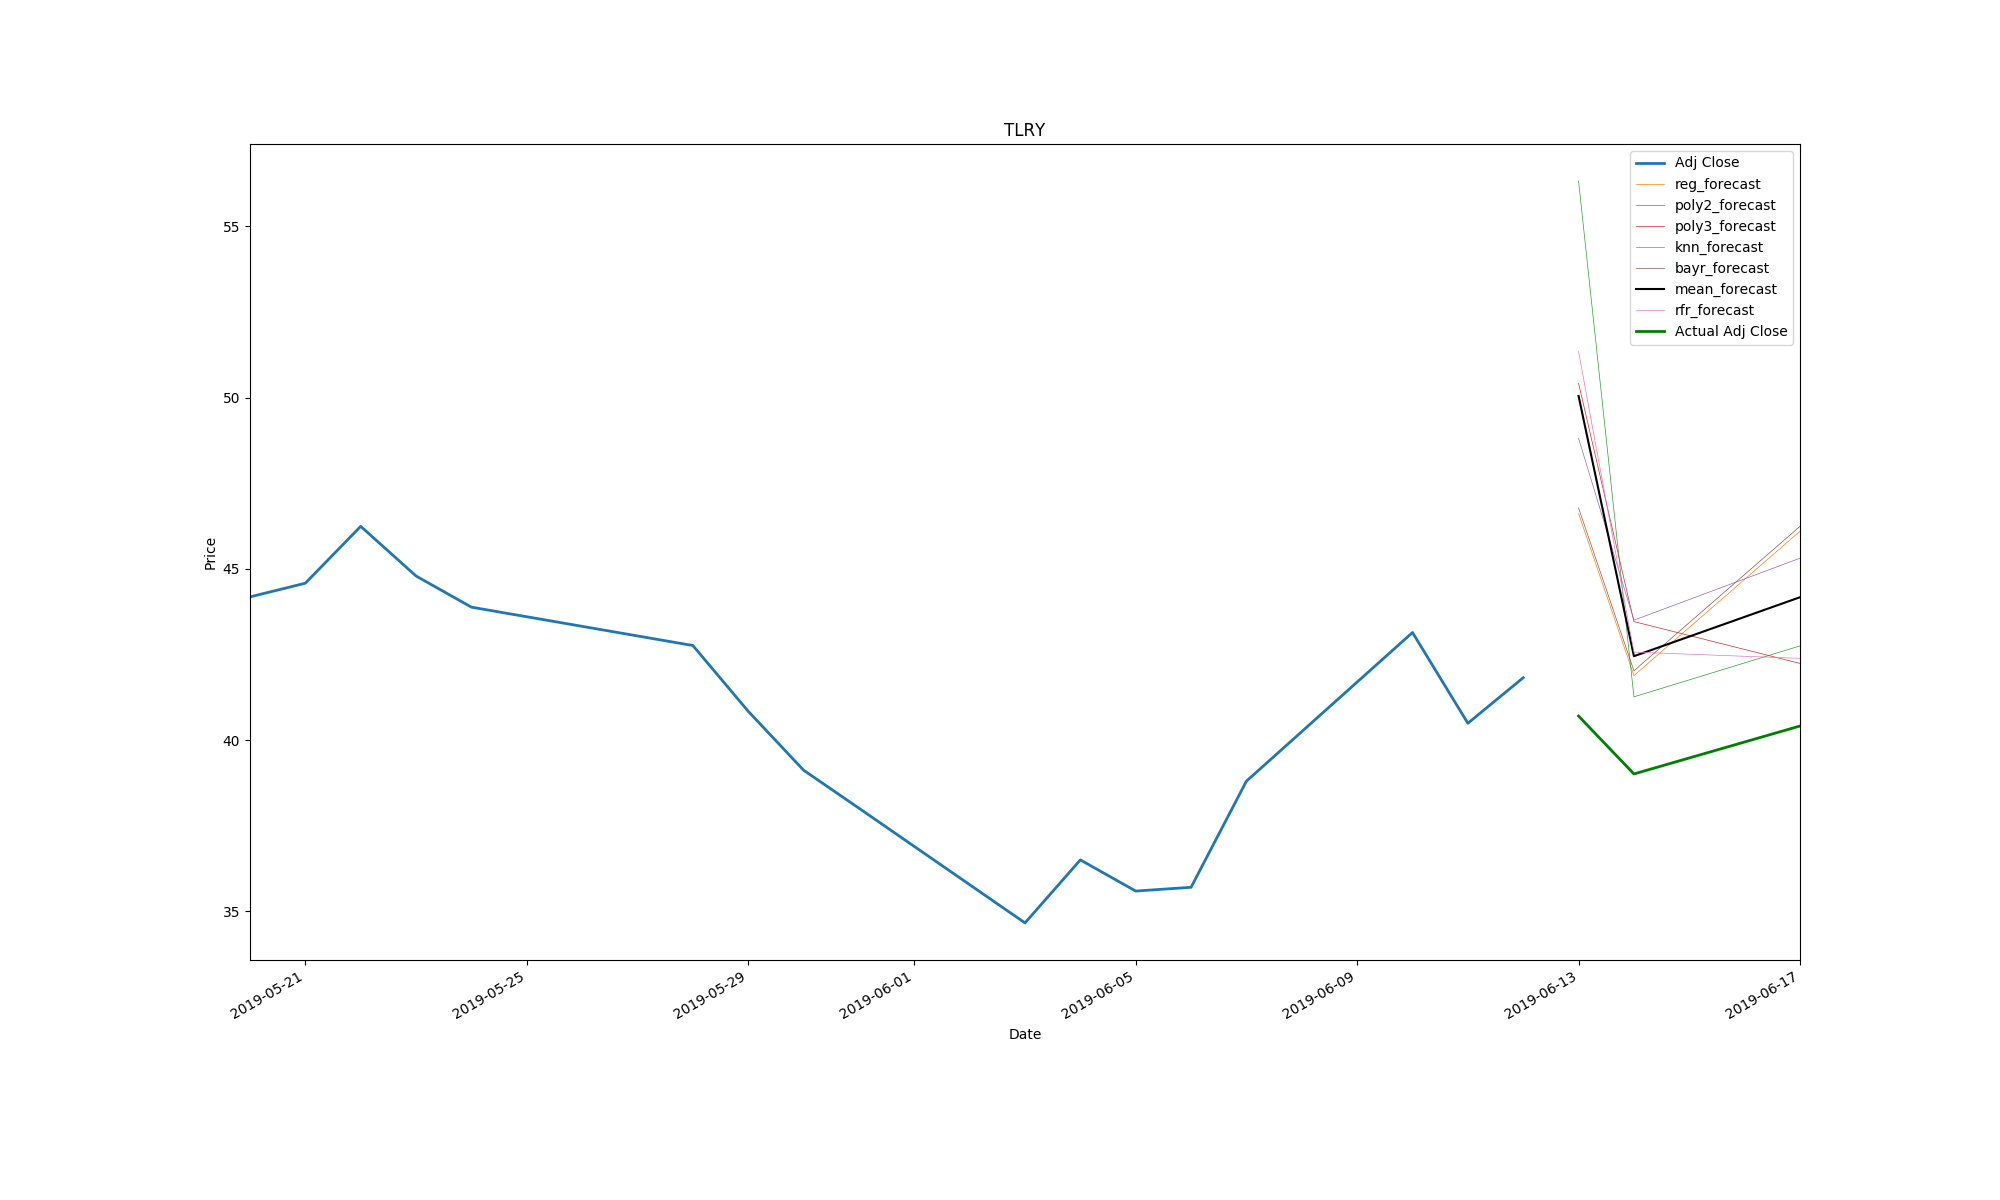 TLRY
Adj Close
reg_forecast
poly2_forecast
poly3_forecast
knn_forecast
bayr_forecast
mean_forecast
rfr_forecast
Actual Adj Close
55
50
45
40
35
Price
2019-05-21
2019-05-25
2019-05-29
2019-06-01
2019-06-05
2019-06-09
2019-06-13
2019-06-17
Date